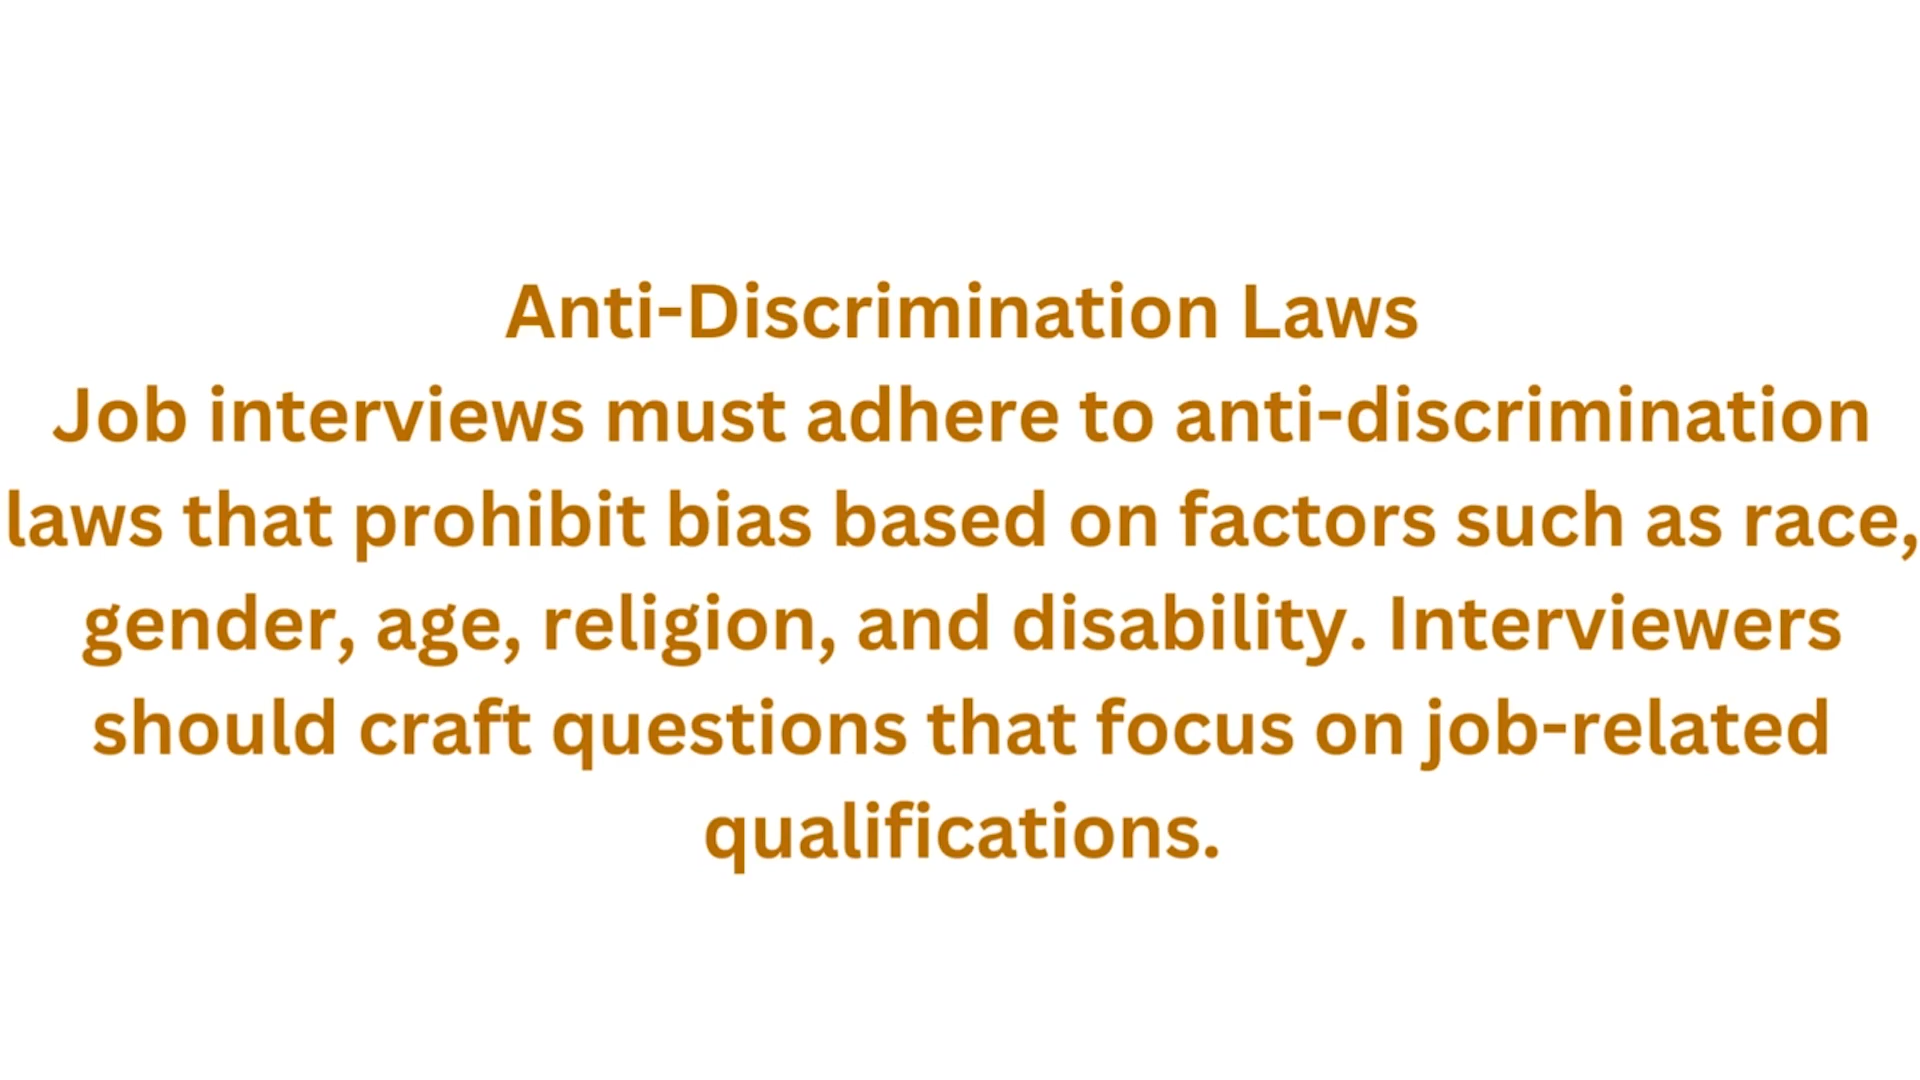 Anti-Discrimination Laws
Job interviews must adhere to anti-discrimination
laws that prohibit bias based on factors such as race,
gender, age, religion, and disability. Interviewers
should craft questions that focus on job-related
qualifications.